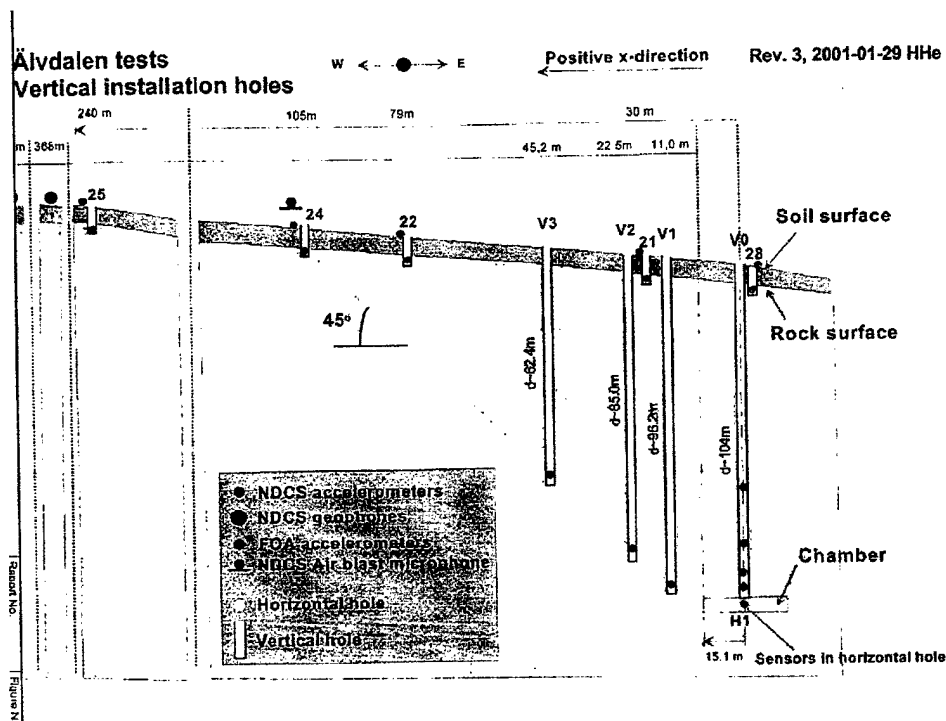 Älvdalen tests
Vertical installation holes
W E
Positive x-direction
Rev. 3, 2001-01-29 HHe
240 m 105m 79m 30 m
m 368m 45,2 m 22 5m 11,0 m
25 24 22 V3 V2 21 V1 V0 28
Soil surface
Rock surface
45°
d~62.4m
d~85.0m
d~96.2m
d~104m
NDCS accelerometers
NDCS geophones
FOA accelerometers
NDCS Air blast microphone
Horizontal hole
Vertical hole
Chamber
H1
15.1 m
Sensors in horizontal hole
Report No.
Figure N